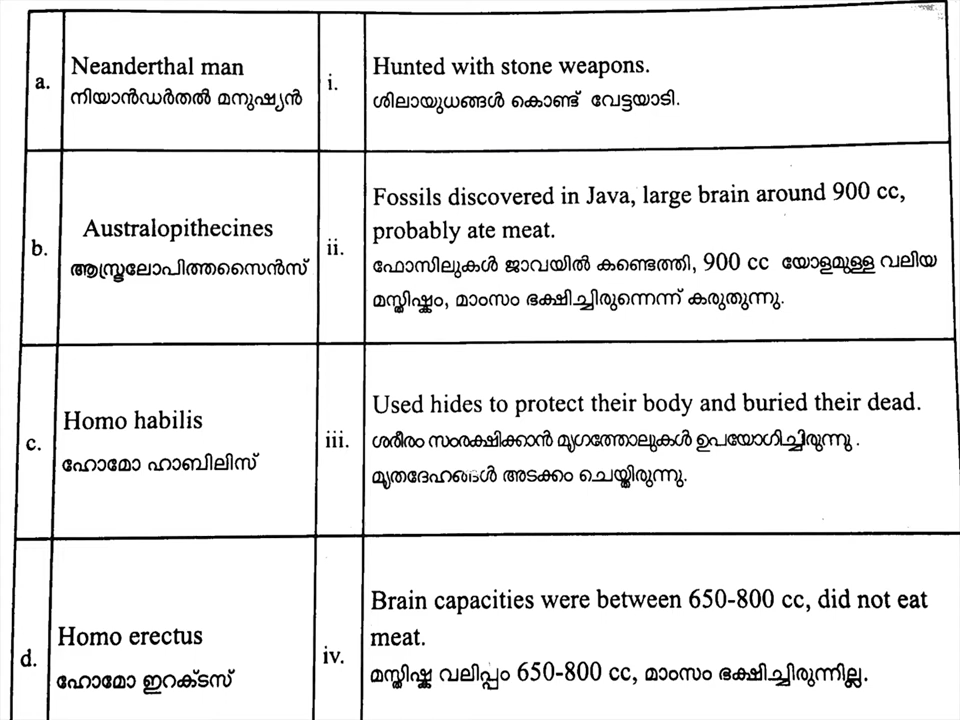 a.
Neanderthal man
നിയാൻഡർതൽ മനുഷ്യൻ
i.
Hunted with stone weapons.
ശിലായുധങ്ങൾ കൊണ്ട് വേട്ടയാടി.
b.
Australopithecines
ആസ്ട്രലോപിത്തസൈൻസ്
ii.
Fossils discovered in Java, large brain around 900 cc,
probably ate meat.
ഫോസിലുകൾ ജാവയിൽ കണ്ടെത്തി, 900 cc യോളമുള്ള വലിയ
മസ്തിഷ്കം, മാംസം ഭക്ഷിച്ചിരുന്നെന്ന് കരുതുന്നു.
c.
Homo habilis
ഹോമോ ഹാബിലിസ്
iii.
Used hides to protect their body and buried their dead.
ശരീരം സംരക്ഷിക്കാൻ മൃഗത്തോലുകൾ ഉപയോഗിച്ചിരുന്നു .
മൃതദേഹങ്ങൾ അടക്കം ചെയ്തിരുന്നു.
d.
Homo erectus
ഹോമോ ഇറക്ടസ്
iv.
Brain capacities were between 650-800 cc, did not eat
meat.
മസ്തിഷ്ക വലിപ്പം 650-800 cc, മാംസം ഭക്ഷിച്ചിരുന്നില്ല.